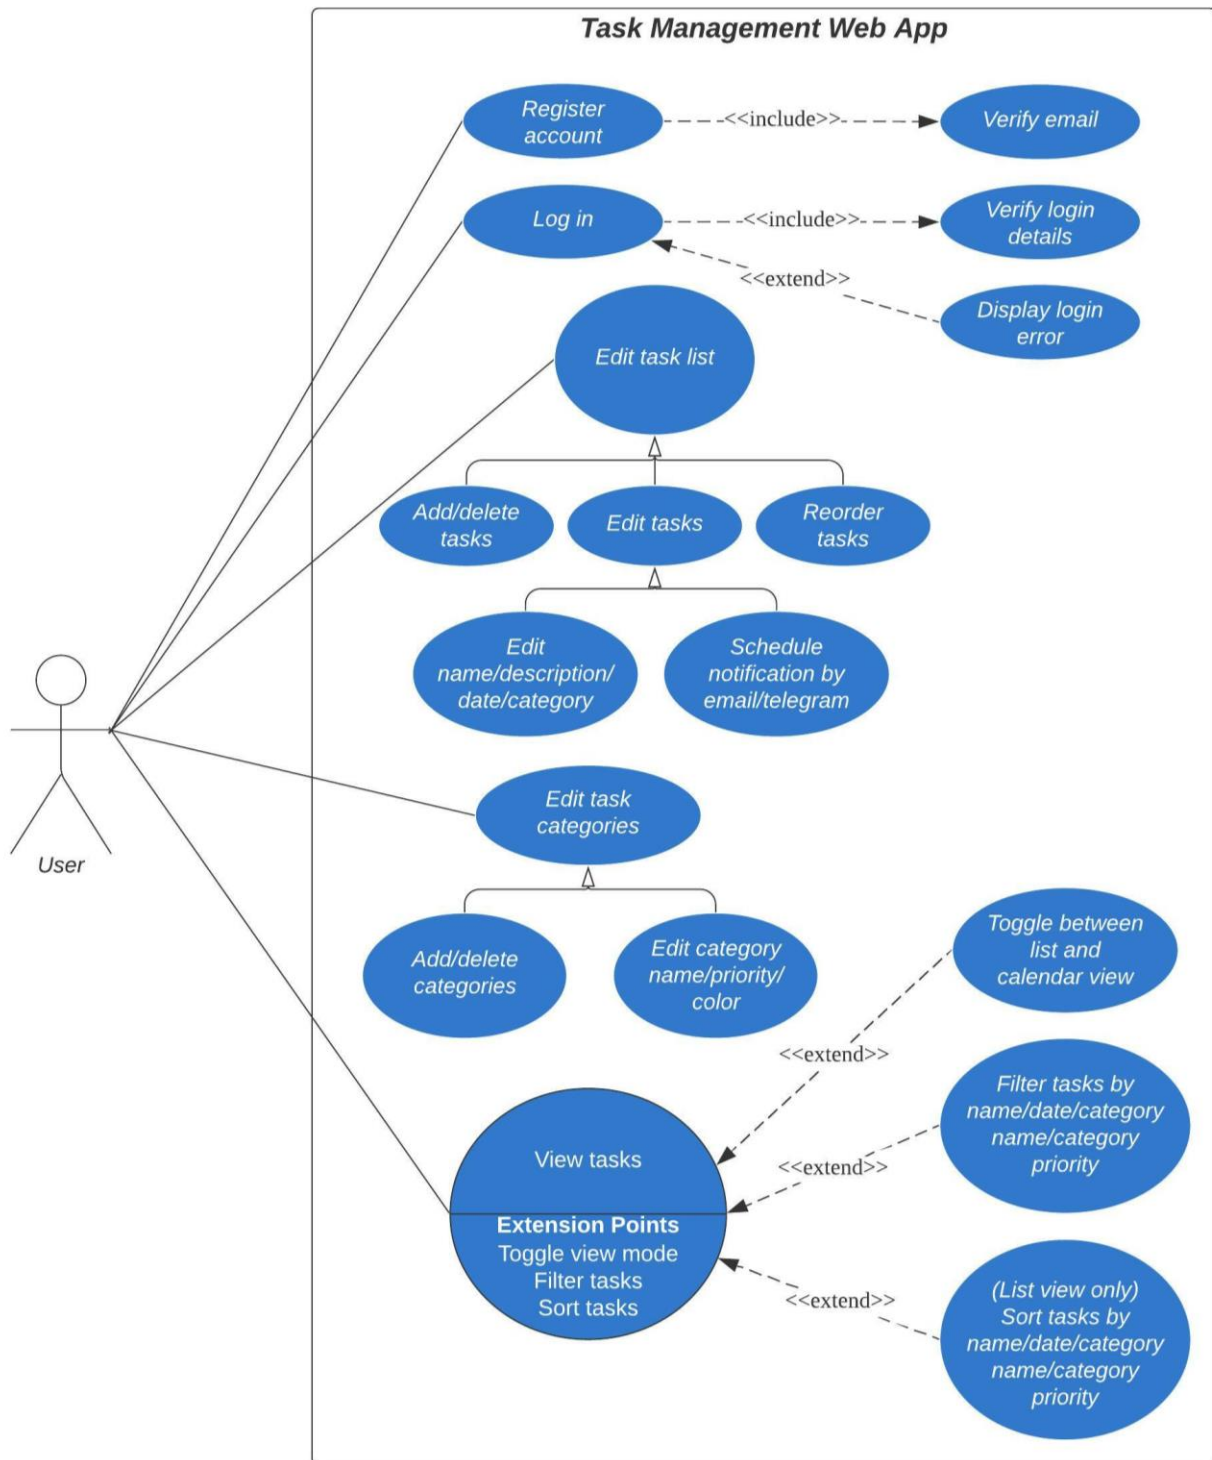 Task Management Web App
Register
account
<<include>>
Verify email
Log in
<<include>>
Verify login
details
<<extend>>
Display login
error
Edit task list
Add/delete
tasks
Edit tasks
Reorder
tasks
Edit
name/description/
date/category
Schedule
notification by
email/telegram
User
Edit task
categories
Add/delete
categories
Edit category
name/priority/
color
Toggle between
list and
calendar view
<<extend>>
Filter tasks by
name/date/category
name/category
priority
<<extend>>
View tasks
Extension Points
Toggle view mode
Filter tasks
Sort tasks
<<extend>>
(List view only)
Sort tasks by
name/date/category
name/category
priority